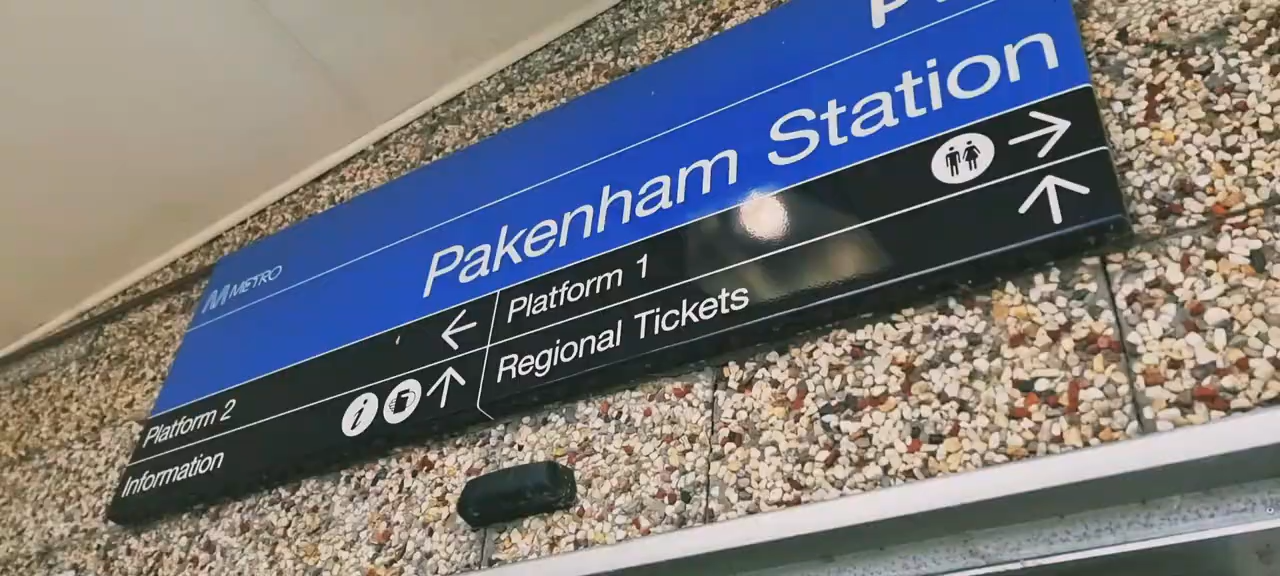 METRO
Pakenham Station
Platform 2
Information
Platform 1
Regional Tickets